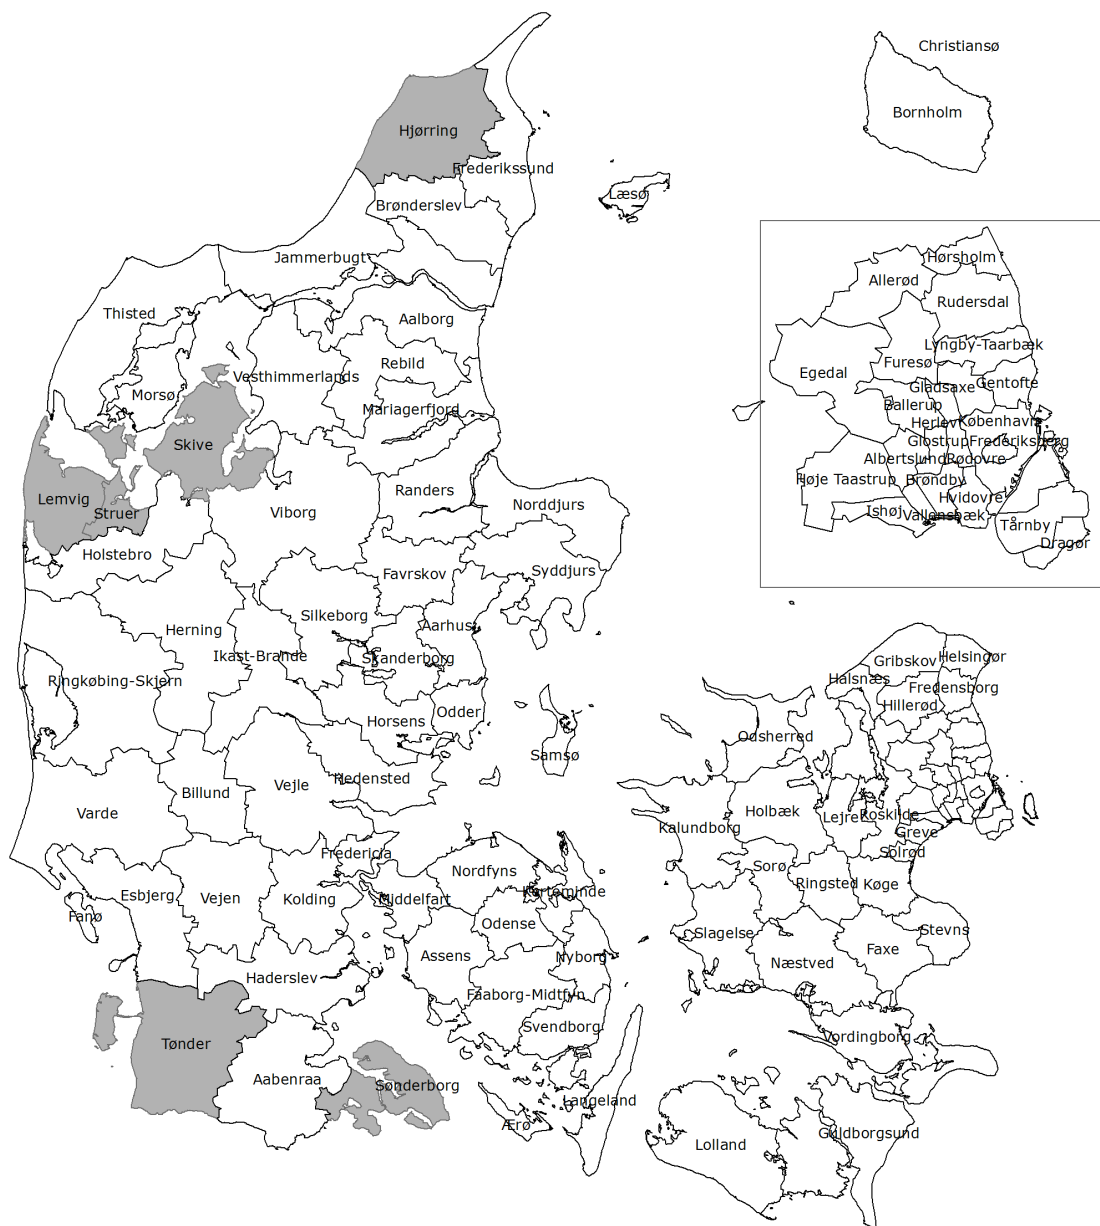 Christiansø
Bornholm
Hjørring
Frederikssund
Læsø
Brønderslev
Jammerbugt
Hørsholm
Allerød
Rudersdal
Thisted
Aalborg
Lyngby-Taarbæk
Rebild
Furesø
Egedal
Vesthimmerlands
Gladsaxe
Gentofte
Morsø
Mariagerfjord
Ballerup
Herlev
København
Skive
Glostrup
Frederiksberg
Albertslund
Rødovre
Høje Taastrup
Brøndby
Lemvig
Randers
Hvidovre
Struer
Viborg
Norddjurs
Ishøj
Vallensbæk
Tårnby
Dragør
Holstebro
Favrskov
Syddjurs
Silkeborg
Herning
Aarhus
Ikast-Brande
Skanderborg
Gribskov
Helsingør
Ringkøbing-Skjern
Halsnæs
Fredensborg
Hillerød
Odder
Horsens
Odsherred
Samsø
Hedensted
Billund
Vejle
Varde
Holbæk
Lejre
Roskilde
Kalundborg
Greve
Fredericia
Solrød
Nordfyns
Sorø
Ringsted
Køge
Esbjerg
Vejen
Kolding
Middelfart
Kerteminde
Fanø
Odense
Slagelse
Stevns
Assens
Nyborg
Næstved
Faxe
Haderslev
Faaborg-Midtfyn
Svendborg
Vordingborg
Tønder
Aabenraa
Sønderborg
Langeland
Ærø
Lolland
Guldborgsund